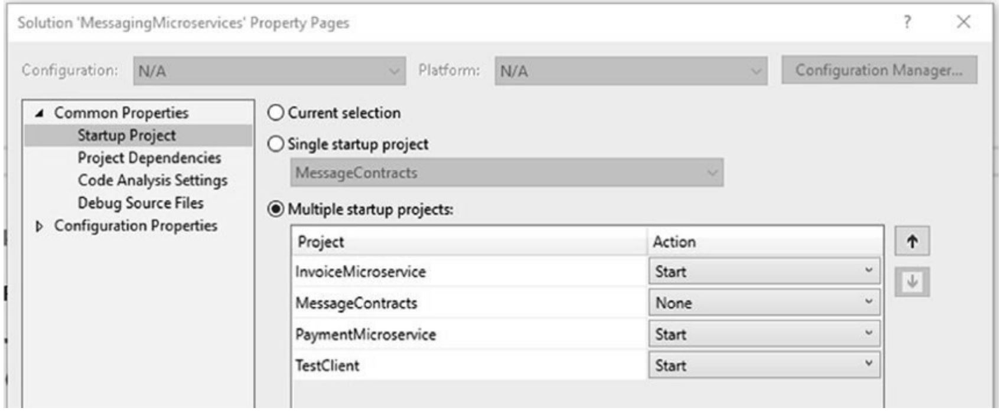 Solution 'MessagingMicroservices' Property Pages
?
Configuration: N/A Platform: N/A Configuration Manager...
Common Properties
Startup Project
Project Dependencies
Code Analysis Settings
Debug Source Files
Configuration Properties
Current selection
Single startup project
MessageContracts
Multiple startup projects:
Project Action
InvoiceMicroservice Start
MessageContracts None
PaymentMicroservice Start
TestClient Start